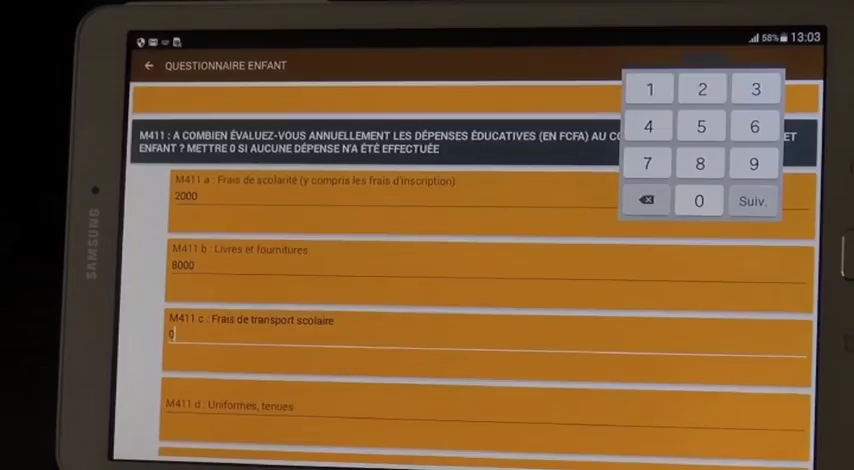 58% 13:03
← QUESTIONNAIRE ENFANT
M411 : A COMBIEN ÉVALUEZ-VOUS ANNUELLEMENT LES DÉPENSES ÉDUCATIVES (EN FCFA) AU ET
ENFANT ? METTRE 0 SI AUCUNE DÉPENSE N'A ÉTÉ EFFECTUÉE
M411 a : Frais de scolarité (y compris les frais d'inscription)
2000
M411 b : Livres et fournitures
8000
M411 c : Frais de transport scolaire
0
M411 d : Uniformes, tenues
1 2 3
4 5 6
7 8 9
0 Suiv.
SAMSUNG